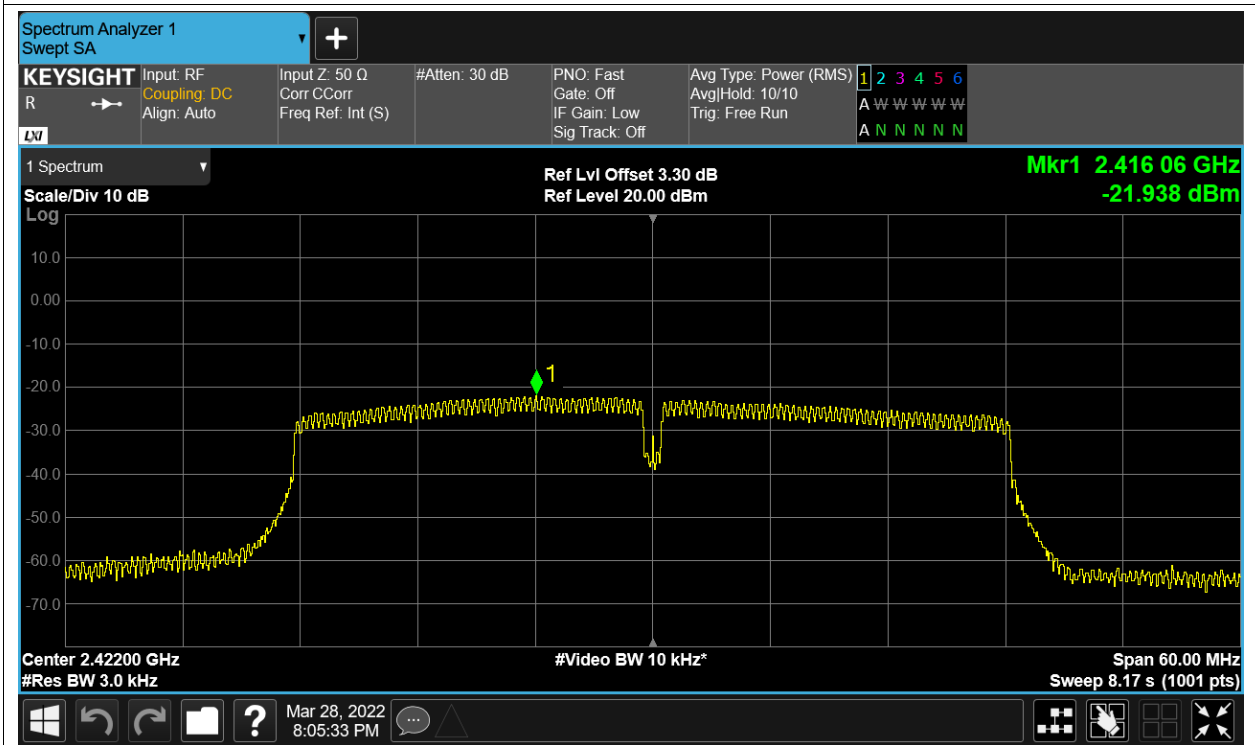 Spectrum Analyzer 1
Swept SA
KEYSIGHT
R
LXI
Input: RF
Coupling: DC
Align: Auto
Input Z: 50 Ω
Corr CCorr
Freq Ref: Int (S)
#Atten: 30 dB
PNO: Fast
Gate: Off
IF Gain: Low
Sig Track: Off
Avg Type: Power (RMS)
Avg|Hold: 10/10
Trig: Free Run
1 2 3 4 5 6
A W W W W W
A N N N N N
1 Spectrum
Scale/Div 10 dB
Ref Lvl Offset 3.30 dB
Ref Level 20.00 dBm
Mkr1 2.416 06 GHz
-21.938 dBm
Log
10.0
0.00
-10.0
-20.0
-30.0
-40.0
-50.0
-60.0
-70.0
1
Center 2.42200 GHz
#Res BW 3.0 kHz
#Video BW 10 kHz*
Span 60.00 MHz
Sweep 8.17 s (1001 pts)
?
Mar 28, 2022
8:05:33 PM